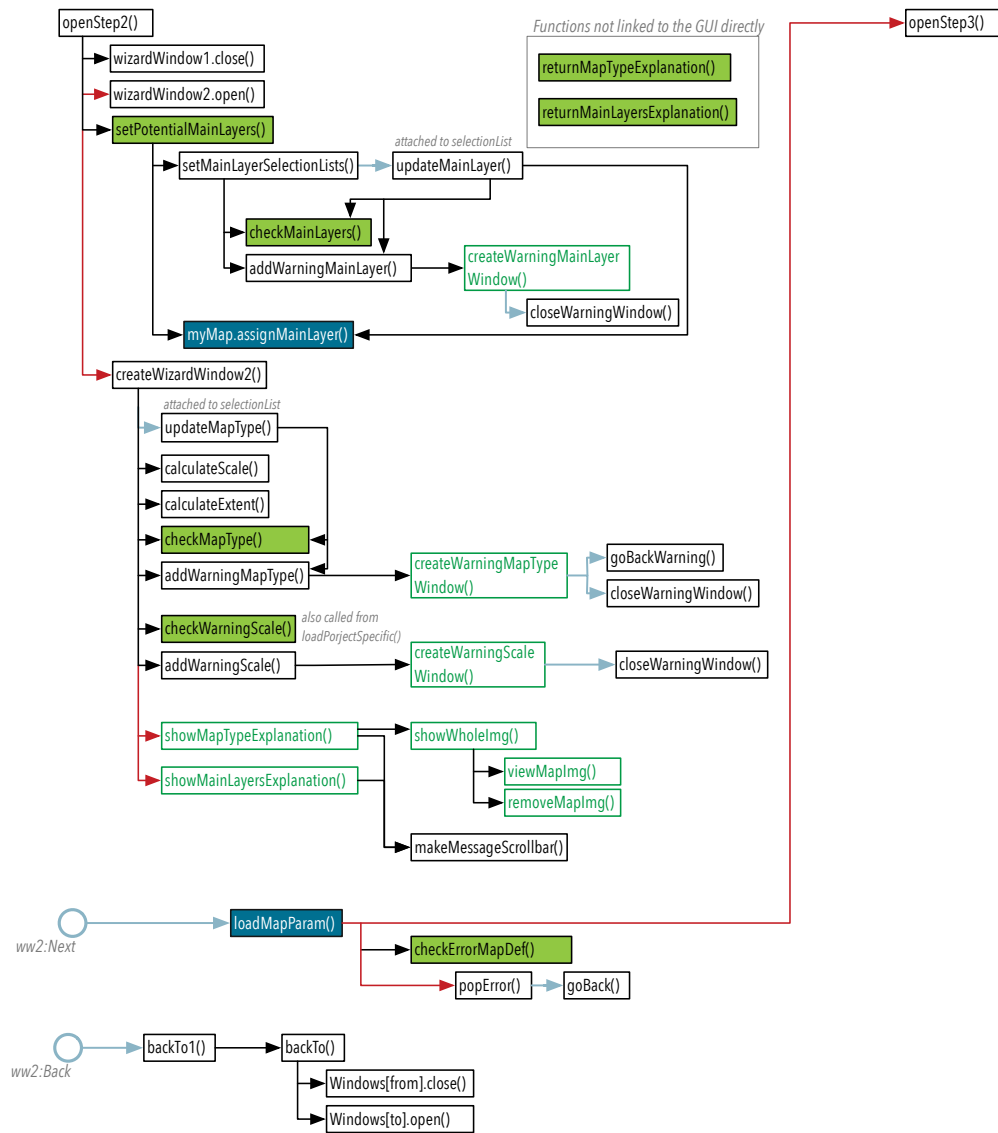 openStep2()
openStep3()
Functions not linked to the GUI directly
wizardWindow1.close()
returnMapTypeExplanation()
wizardWindow2.open()
returnMainLayersExplanation()
setPotentialMainLayers()
attached to selectionList
setMainLayerSelectionLists()
updateMainLayer()
checkMainLayers()
addWarningMainLayer()
createWarningMainLayer
Window()
closeWarningWindow()
myMap.assignMainLayer()
createWizardWindow2()
attached to selectionList
updateMapType()
calculateScale()
calculateExtent()
checkMapType()
addWarningMapType()
createWarningMapType
Window()
goBackWarning()
closeWarningWindow()
checkWarningScale()
also called from
loadPorjectSpecific()
addWarningScale()
createWarningScale
Window()
closeWarningWindow()
showMapTypeExplanation()
showWholeImg()
viewMapImg()
showMainLayersExplanation()
removeMapImg()
makeMessageScrollbar()
ww2:Next
loadMapParam()
checkErrorMapDef()
popError()
goBack()
ww2:Back
backTo1()
backTo()
Windows[from].close()
Windows[to].open()